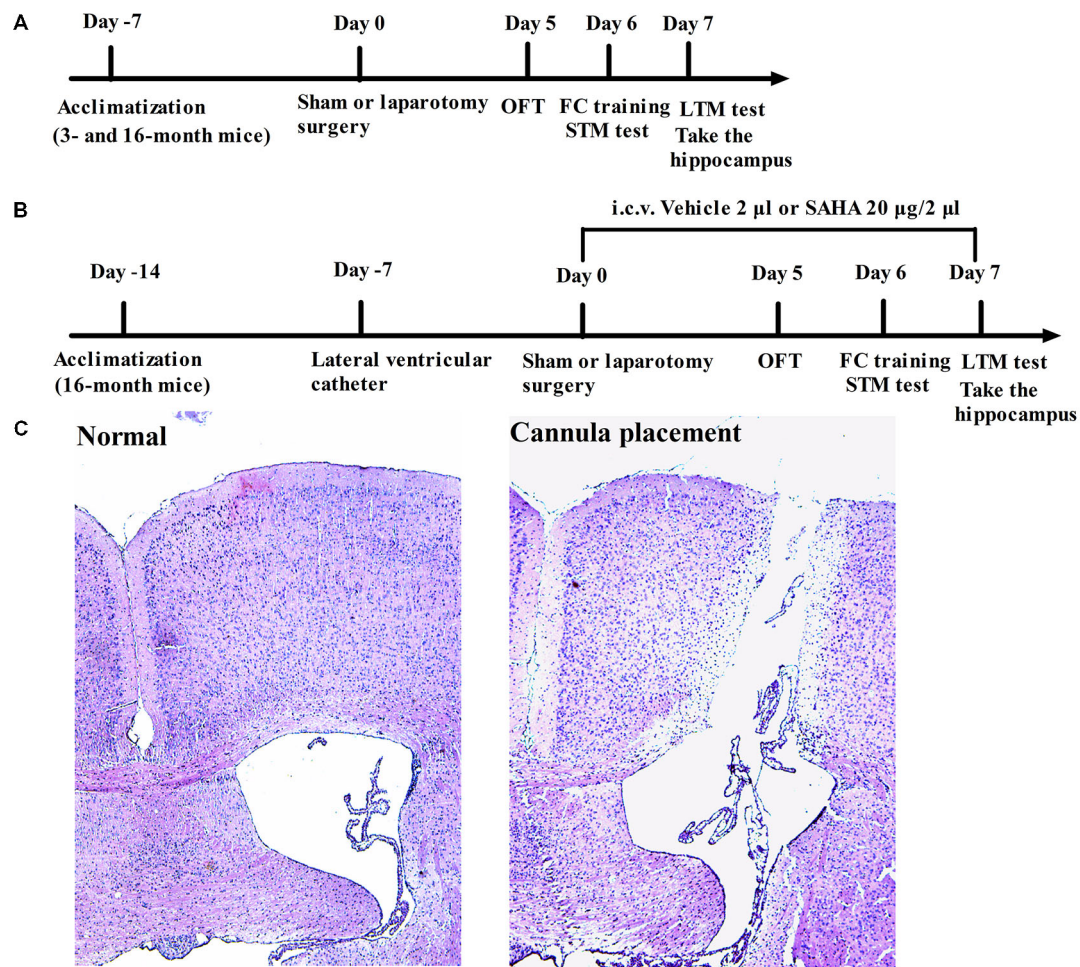 A
Day -7
Day 0
Day 5
Day 6
Day 7
Acclimatization
(3- and 16-month mice)
Sham or laparotomy
surgery
OFT
FC training
STM test
LTM test
Take the
hippocampus
B
i.c.v. Vehicle 2 µl or SAHA 20 µg/2 µl
Day -14
Day -7
Day 0
Day 5
Day 6
Day 7
Acclimatization
(16-month mice)
Lateral ventricular
catheter
Sham or laparotomy
surgery
OFT
FC training
STM test
LTM test
Take the
hippocampus
C
Normal
Cannula placement